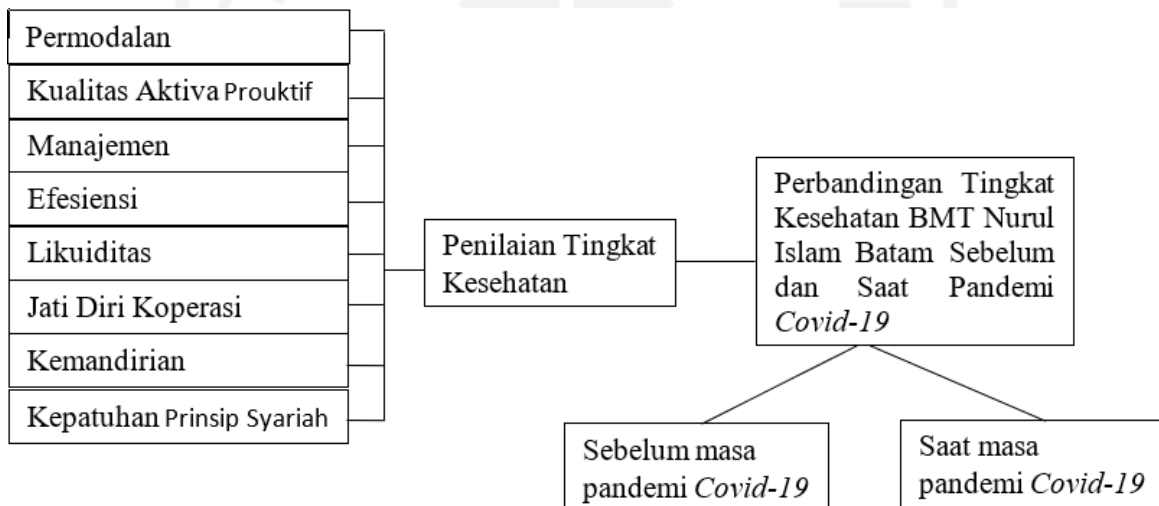 Permodalan
Kualitas Aktiva Prouktif
Manajemen
Efesiensi
Likuiditas
Jati Diri Koperasi
Kemandirian
Kepatuhan Prinsip Syariah
Penilaian Tingkat
Kesehatan
Perbandingan Tingkat
Kesehatan BMT Nurul
Islam Batam Sebelum
dan Saat Pandemi
Covid-19
Sebelum masa
pandemi Covid-19
Saat masa
pandemi Covid-19